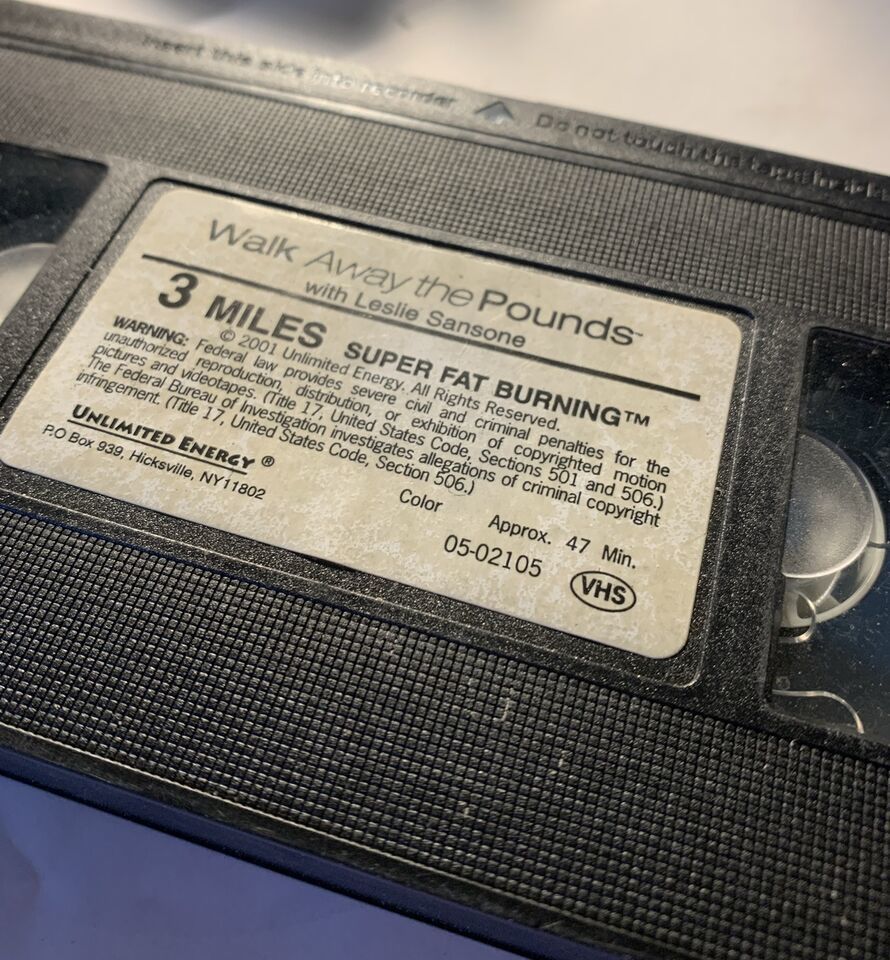 Insert this side into recorder
Do not touch the tape inside
Walk Away the Pounds™
with Leslie Sansone
3 MILES SUPER FAT BURNING™
© 2001 Unlimited Energy. All Rights Reserved.
WARNING: Federal law provides severe civil and criminal penalties for the
unauthorized reproduction, distribution, or exhibition of copyrighted motion
pictures and videotapes. (Title 17, United States Code, Sections 501 and 506.)
The Federal Bureau of Investigation investigates allegations of criminal copyright
infringement. (Title 17, United States Code, Section 506.)
UNLIMITED ENERGY®
P.O Box 939, Hicksville, NY11802
Color
Approx. 47 Min.
05-02105
VHS